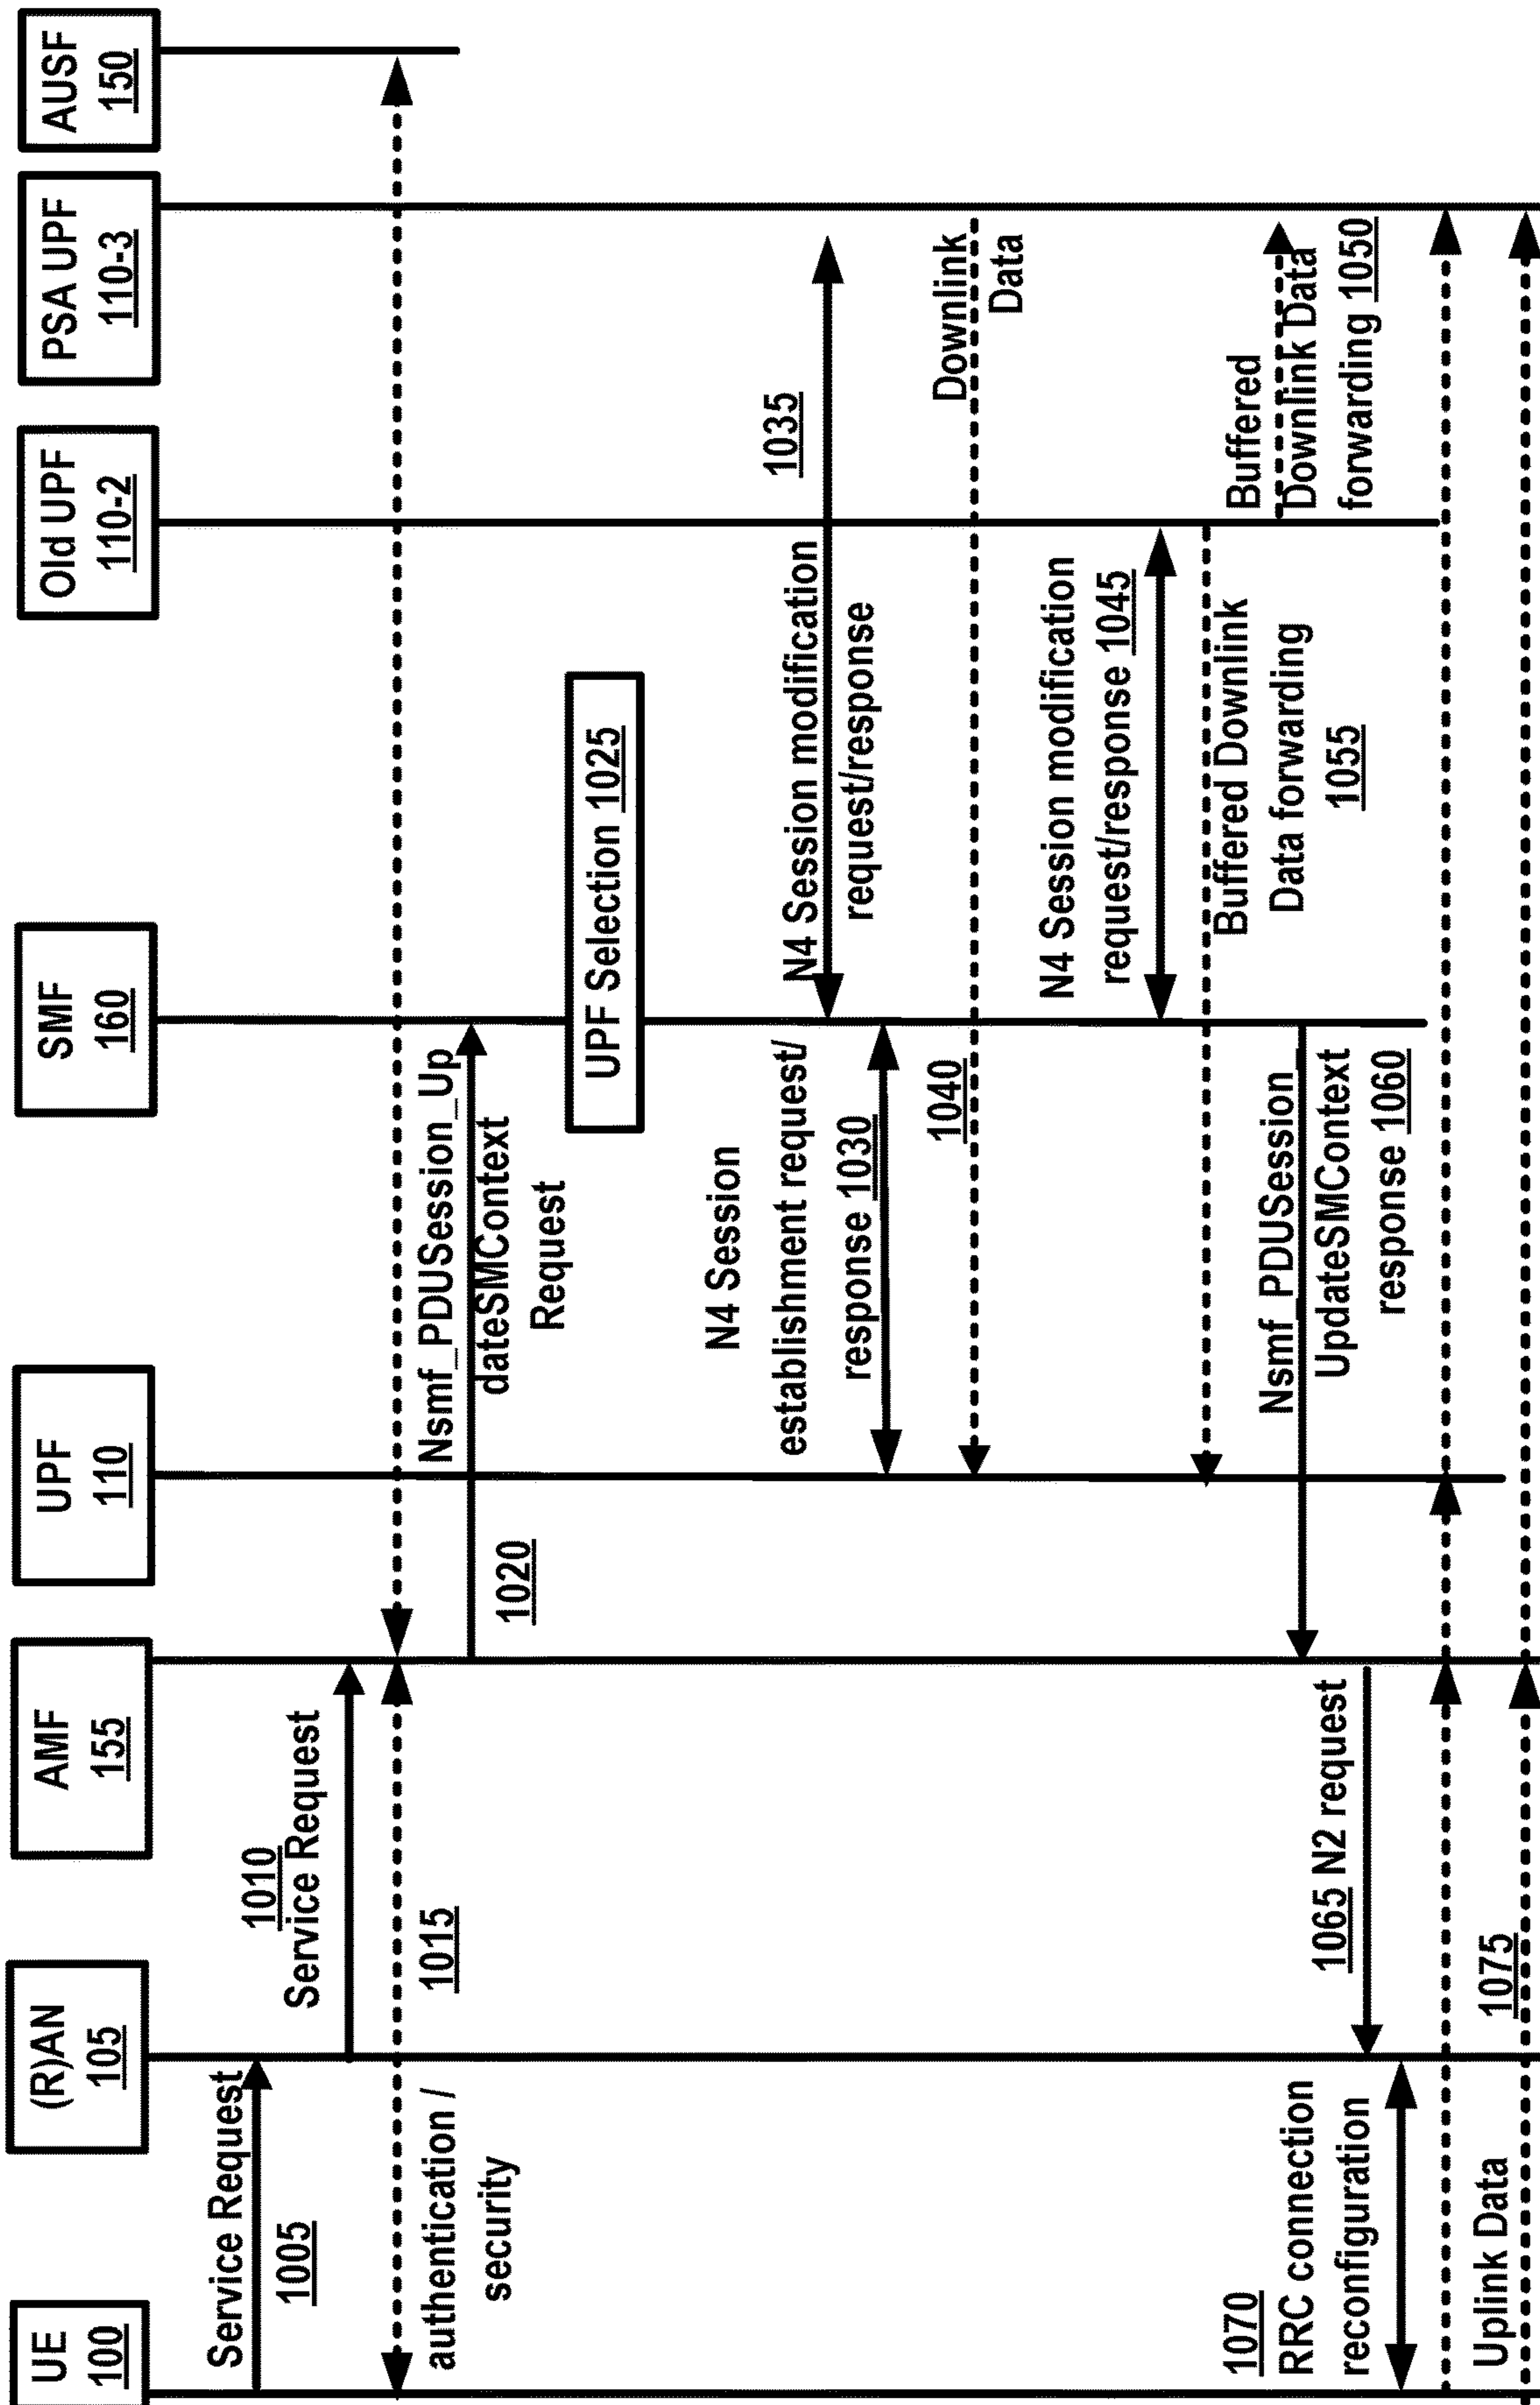 UE
100
(R)AN
105
AMF
155
UPF
110
SMF
160
Old UPF
110-2
PSA UPF
110-3
AUSF
150
Service Request
1005
1010
Service Request
authentication /
security
1015
Nsmf_PDUSession_Up
dateSMContext
Request
1020
UPF Selection 1025
N4 Session
establishment request/
response 1030
N4 Session modification
request/response
1035
1040
Downlink
Data
N4 Session modification
request/response 1045
Buffered
Downlink Data
forwarding 1050
Buffered Downlink
Data forwarding
1055
Nsmf_PDUSession_
UpdateSMContext
response 1060
1065 N2 request
1070
RRC connection
reconfiguration
Uplink Data
1075